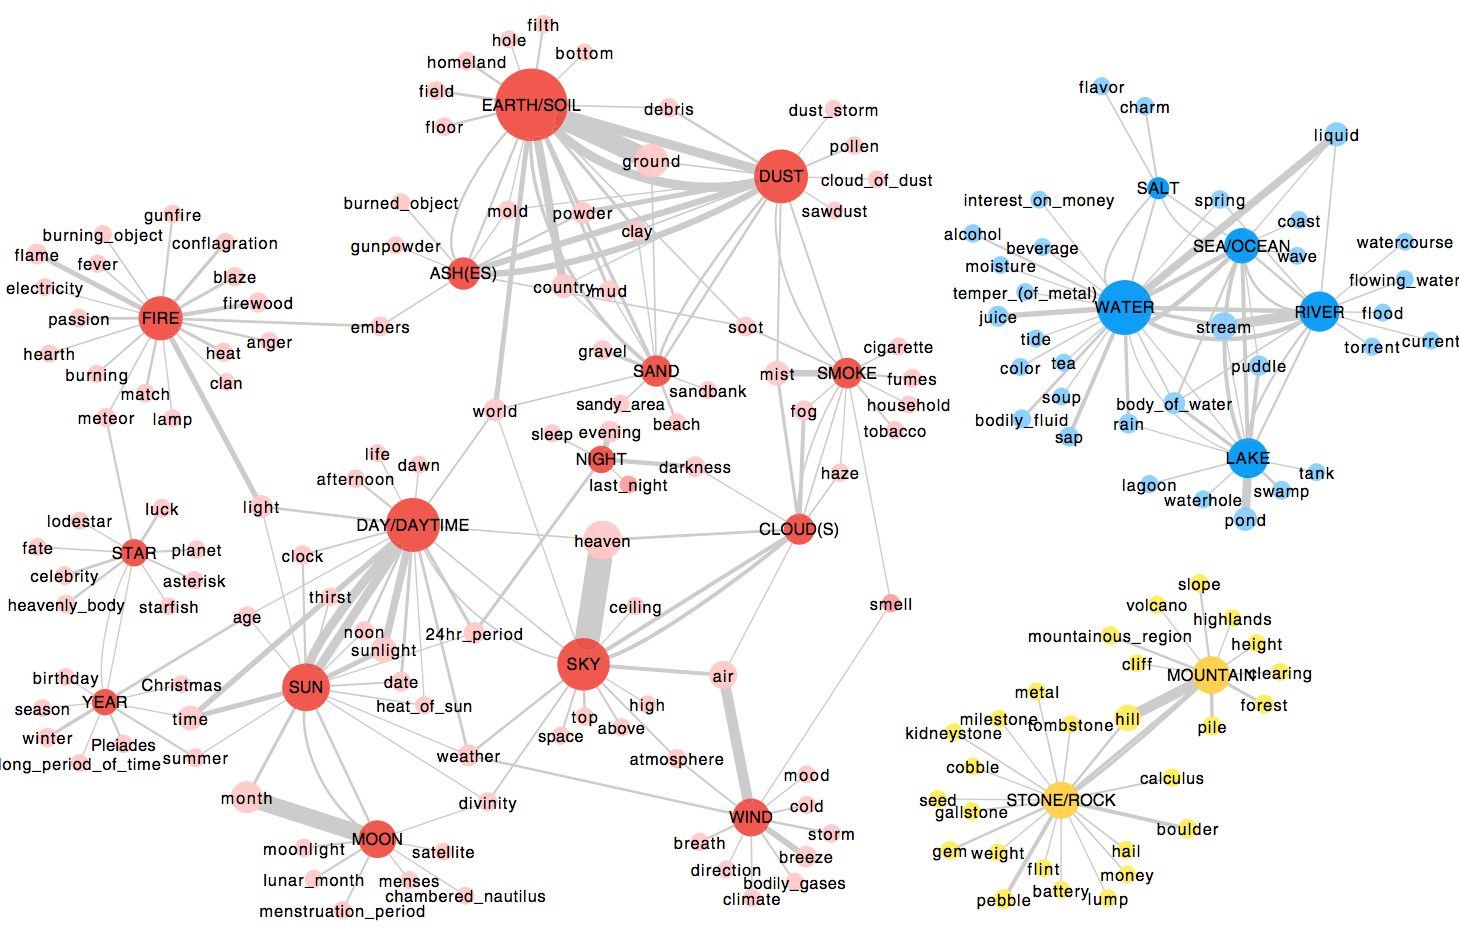 filth
hole
bottom
homeland
field
EARTH/SOIL
floor
debris
dust_storm
ground
pollen
DUST
cloud_of_dust
burned_object
mold
powder
sawdust
gunpowder
clay
ASH(ES)
country
mud
gunfire
burning_object
conflagration
flame
fever
blaze
electricity
firewood
passion
FIRE
embers
anger
hearth
heat
burning
clan
match
meteor
lamp
soot
gravel
SAND
sandbank
sandy_area
beach
mist
SMOKE
cigarette
fumes
household
fog
tobacco
world
sleep
evening
NIGHT
last_night
darkness
haze
life
dawn
afternoon
light
DAY/DAYTIME
CLOUD(S)
heaven
luck
lodestar
fate
STAR
planet
celebrity
asterisk
heavenly_body
starfish
clock
thirst
age
noon
sunlight
24hr_period
ceiling
smell
SKY
birthday
YEAR
Christmas
season
time
winter
Pleiades
long_period_of_time
summer
SUN
date
heat_of_sun
air
high
top
above
space
weather
atmosphere
month
divinity
MOON
moonlight
satellite
lunar_month
menses
chambered_nautilus
menstruation_period
WIND
mood
cold
storm
breath
breeze
direction
bodily_gases
climate
flavor
charm
liquid
SALT
interest_on_money
spring
alcohol
beverage
SEA/OCEAN
coast
wave
watercourse
moisture
flowing_water
temper_(of_metal)
WATER
juice
stream
RIVER
flood
tide
torrent
current
color
tea
puddle
soup
body_of_water
bodily_fluid
rain
sap
LAKE
lagoon
tank
waterhole
swamp
pond
slope
volcano
highlands
mountainous_region
height
cliff
MOUNTAIN
clearing
metal
forest
milestone
tombstone
hill
pile
kidneystone
cobble
calculus
seed
STONE/ROCK
gallstone
boulder
gem
weight
hail
flint
money
pebble
battery
lump